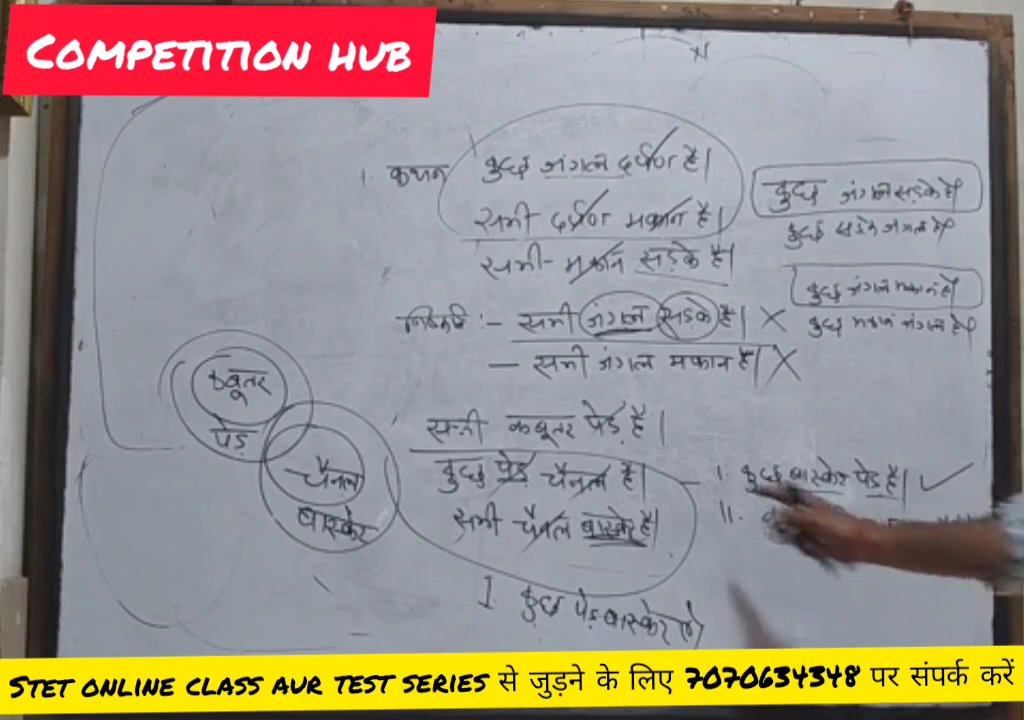 COMPETITION HUB
1. कथन कुछ जंगल दर्पण है।
सभी दर्पण मकान है।
सभी मकान सड़के है।
निष्कर्ष :- सभी जंगल सड़के है। X
- सभी जंगल मकान है। X
कुछ जंगल सड़के है।
कुछ सड़के जंगल है।
कुछ जंगल मकान है।
कुछ मकान जंगल है।
कबूतर
पेड़
चैनल
बास्केट
सभी कबूतर पेड़ है।
कुछ पेड़ चैनल है।
सभी चैनल बास्केट है।
I. कुछ बास्केट पेड़ है। ✓
II.
I कुछ पेड़ बास्केट है।
STET ONLINE CLASS AUR TEST SERIES से जुड़ने के लिए 7070634348 पर संपर्क करें